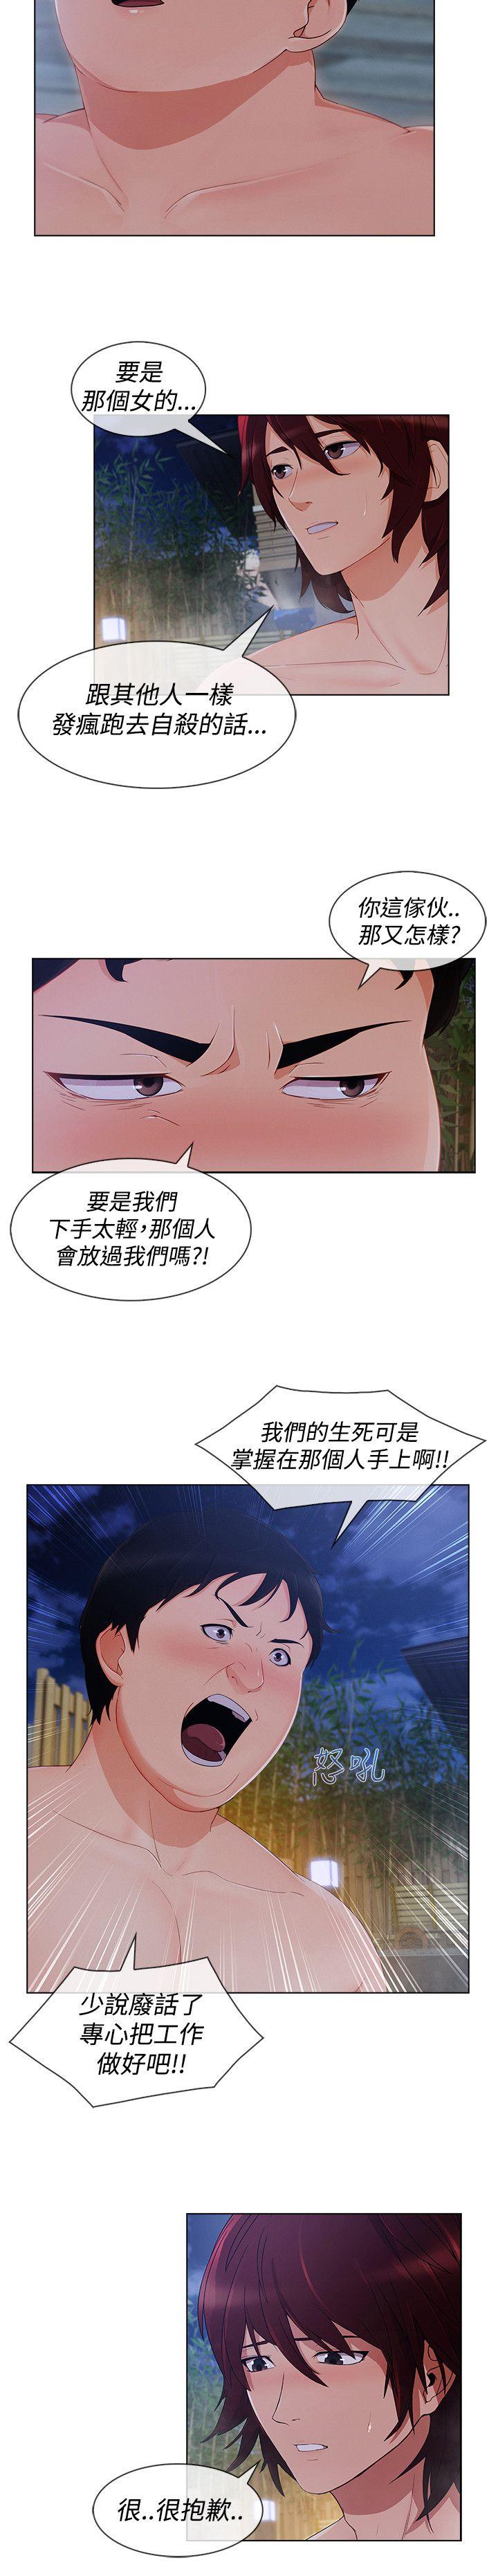 要是
那個女的...
跟其他人一樣
發瘋跑去自殺的話...
你這傢伙..
那又怎樣?
要是我們
下手太輕，那個人
會放過我們嗎?!
我們的生死可是
掌握在那個人手上啊!!
怒吼
少說廢話了
專心把工作
做好吧!!
很..很抱歉..